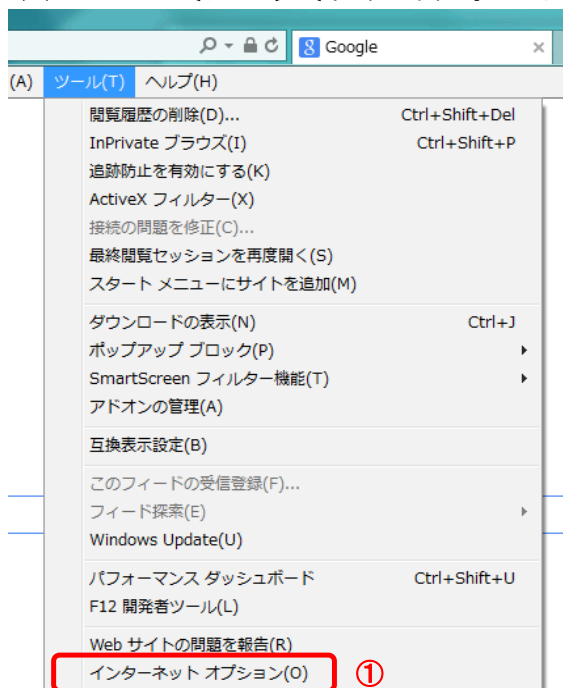 Google
(A) ツール(T) ヘルプ(H)
閲覧履歴の削除(D)... Ctrl+Shift+Del
InPrivate ブラウズ(I) Ctrl+Shift+P
追跡防止を有効にする(K)
ActiveX フィルター(X)
接続の問題を修正(C)...
最終閲覧セッションを再度開く(S)
スタート メニューにサイトを追加(M)
ダウンロードの表示(N) Ctrl+J
ポップアップ ブロック(P)
SmartScreen フィルター機能(T)
アドオンの管理(A)
互換表示設定(B)
このフィードの受信登録(F)...
フィード探索(E)
Windows Update(U)
パフォーマンス ダッシュボード Ctrl+Shift+U
F12 開発者ツール(L)
Web サイトの問題を報告(R)
インターネット オプション(O) ①